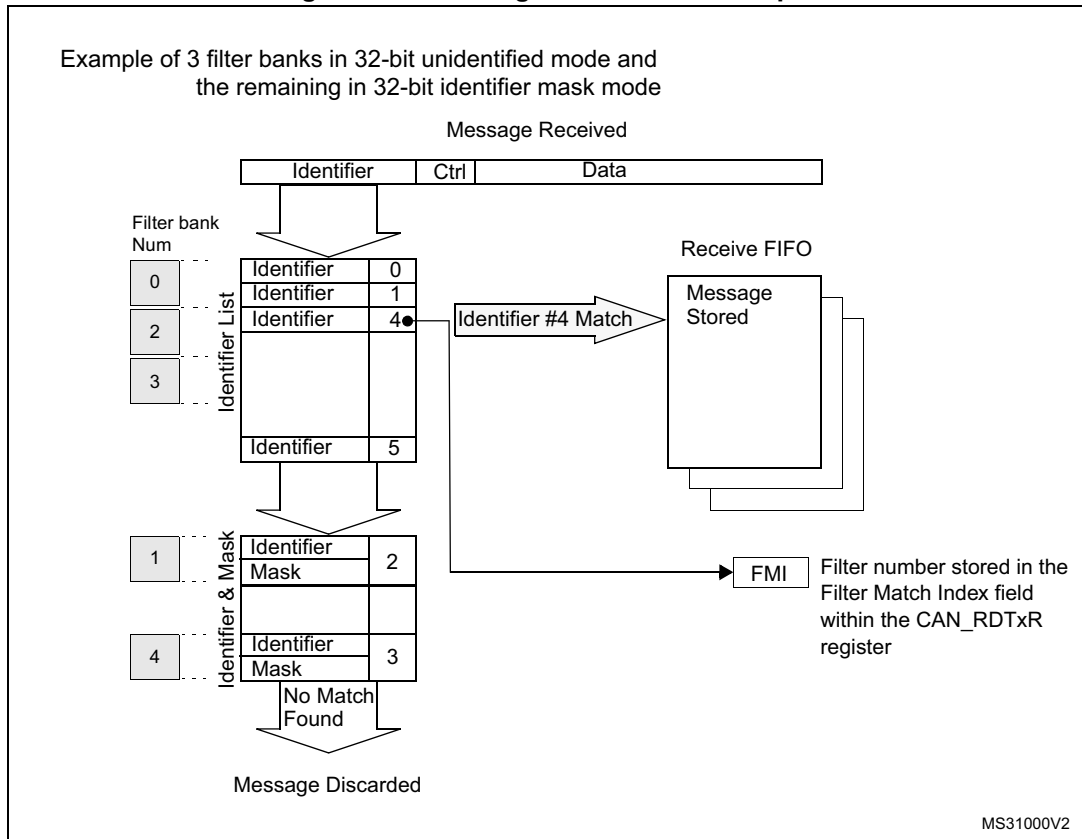 Example of 3 filter banks in 32-bit unidentified mode and
the remaining in 32-bit identifier mask mode
Message Received
Identifier Ctrl Data
Filter bank
Num
0
2
3
Identifier List
Identifier 0
Identifier 1
Identifier 4
Identifier 5
Identifier #4 Match
Receive FIFO
Message
Stored
1
4
Identifier & Mask
Identifier
Mask
2
Identifier
Mask
3
FMI
Filter number stored in the
Filter Match Index field
within the CAN_RDTxR
register
No Match
Found
Message Discarded
MS31000V2